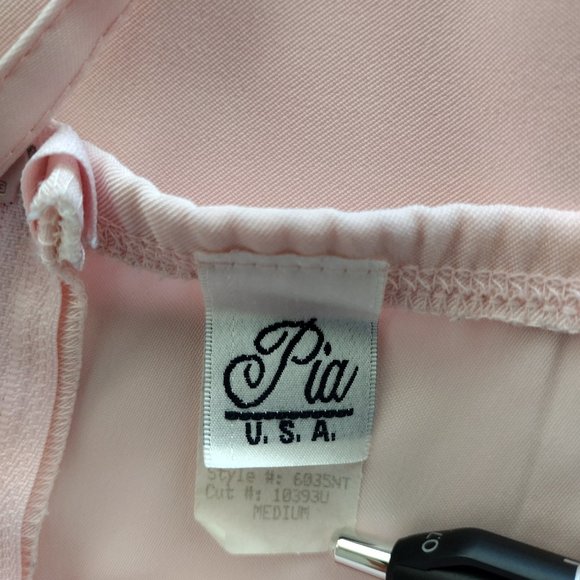 Pia
U.S.A.
Style #: 6035NT
Cut #: 10393U
MEDIUM